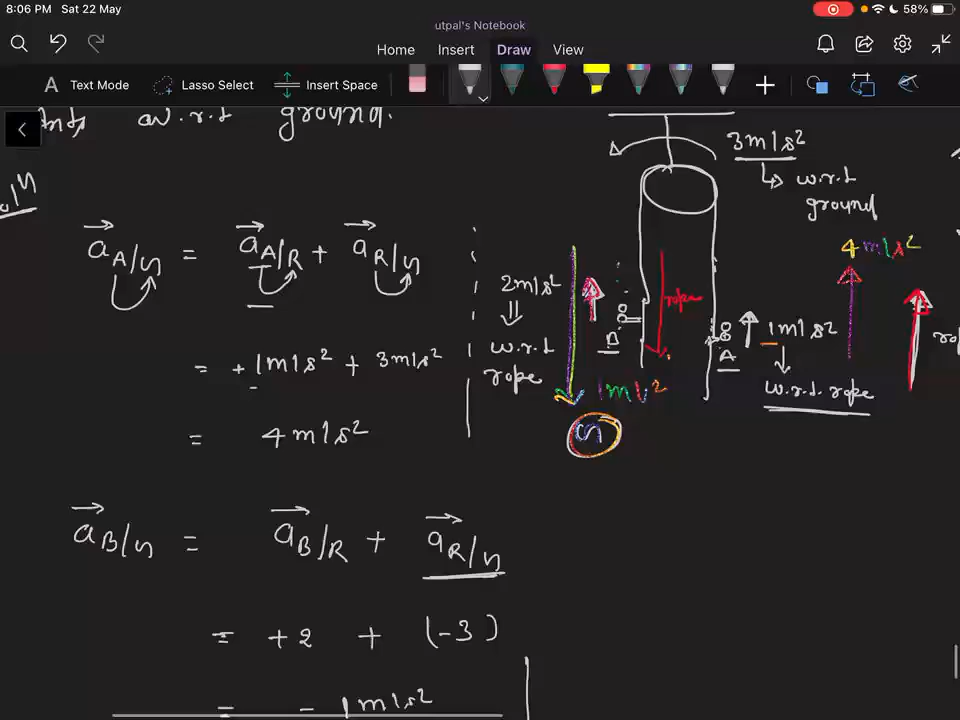 8:06 PM Sat 22 May
58%
utpal's Notebook
Home Insert Draw View
A Text Mode Lasso Select Insert Space
w.r.t ground.
3m/s²
w.r.t
ground
4m/s²
a A/G = a A/R + a R/G
2m/s²
w.r.t
rope
rope
B
A
1m/s²
w.r.t. rope
1m/s²
G
= +1m/s² + 3m/s²
= 4m/s²
a B/G = a B/R + a R/G
= +2 + (-3)
= - 1m/s²